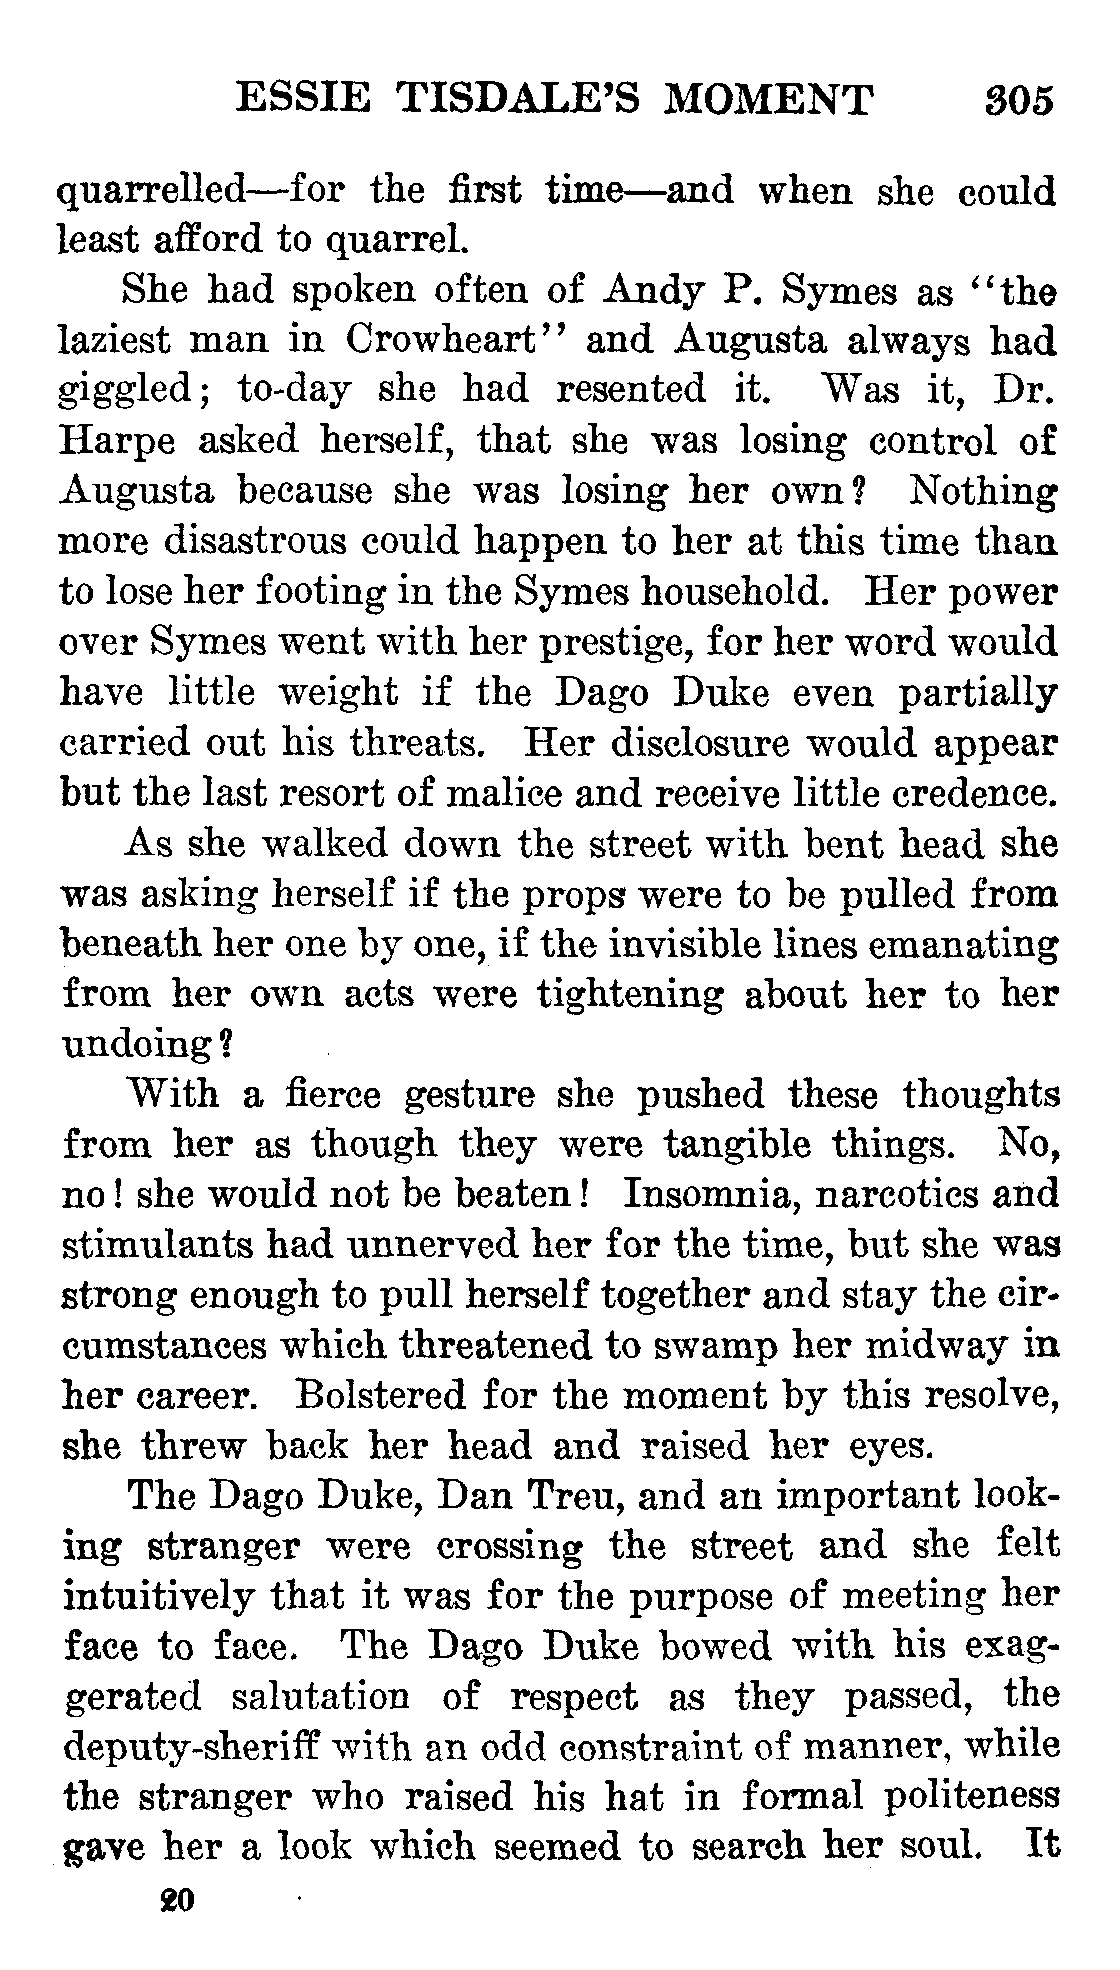 ESSIE TISDALE'S MOMENT 305
quarrelled—for the first time—and when she could
least afford to quarrel.
She had spoken often of Andy P. Symes as "the
laziest man in Crowheart" and Augusta always had
giggled; to-day she had resented it. Was it, Dr.
Harpe asked herself, that she was losing control of
Augusta because she was losing her own? Nothing
more disastrous could happen to her at this time than
to lose her footing in the Symes household. Her power
over Symes went with her prestige, for her word would
have little weight if the Dago Duke even partially
carried out his threats. Her disclosure would appear
but the last resort of malice and receive little credence.
As she walked down the street with bent head she
was asking herself if the props were to be pulled from
beneath her one by one, if the invisible lines emanating
from her own acts were tightening about her to her
undoing?
With a fierce gesture she pushed these thoughts
from her as though they were tangible things. No,
no! she would not be beaten! Insomnia, narcotics and
stimulants had unnerved her for the time, but she was
strong enough to pull herself together and stay the cir-
cumstances which threatened to swamp her midway in
her career. Bolstered for the moment by this resolve,
she threw back her head and raised her eyes.
The Dago Duke, Dan Treu, and an important look-
ing stranger were crossing the street and she felt
intuitively that it was for the purpose of meeting her
face to face. The Dago Duke bowed with his exag-
gerated salutation of respect as they passed, the
deputy-sheriff with an odd constraint of manner, while
the stranger who raised his hat in formal politeness
gave her a look which seemed to search her soul. It
20